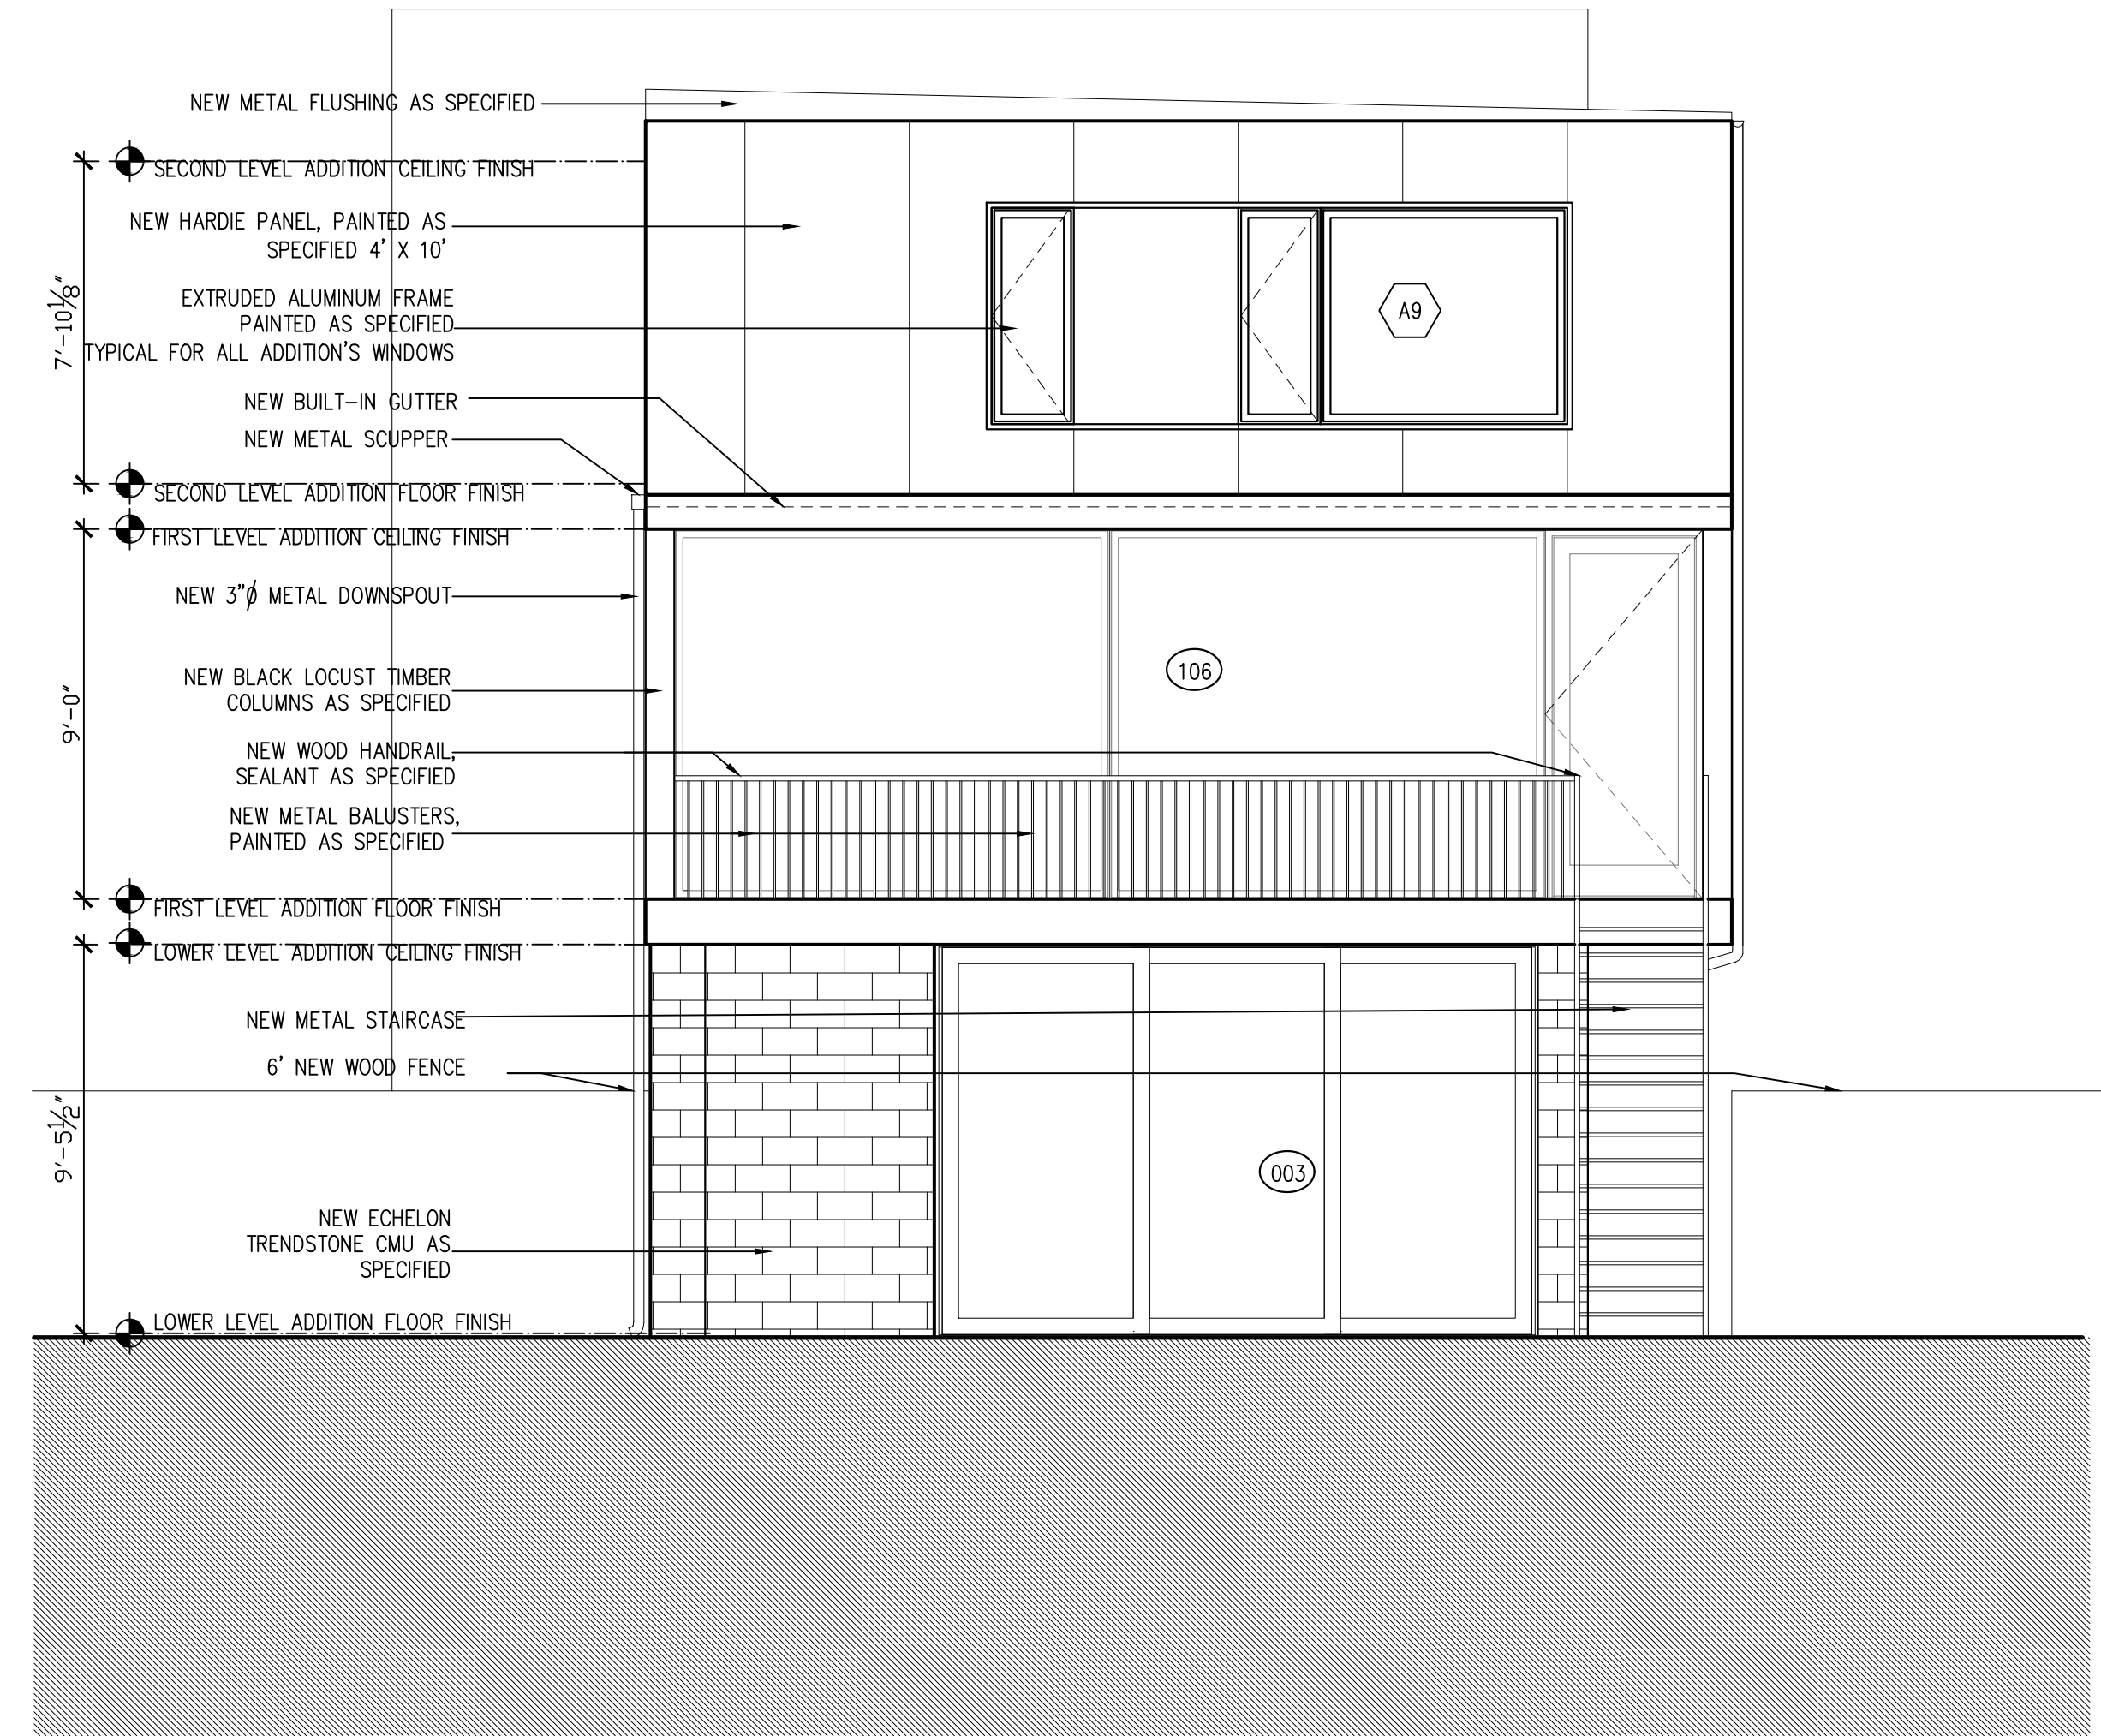 NEW METAL FLUSHING AS SPECIFIED
SECOND LEVEL ADDITION CEILING FINISH
NEW HARDIE PANEL, PAINTED AS
SPECIFIED 4' X 10'
7'-10 1/8"
EXTRUDED ALUMINUM FRAME
PAINTED AS SPECIFIED
TYPICAL FOR ALL ADDITION'S WINDOWS
A9
NEW BUILT-IN GUTTER
NEW METAL SCUPPER
SECOND LEVEL ADDITION FLOOR FINISH
FIRST LEVEL ADDITION CEILING FINISH
NEW 3"Ø METAL DOWNSPOUT
106
NEW BLACK LOCUST TIMBER
COLUMNS AS SPECIFIED
9'-0"
NEW WOOD HANDRAIL,
SEALANT AS SPECIFIED
NEW METAL BALUSTERS,
PAINTED AS SPECIFIED
FIRST LEVEL ADDITION FLOOR FINISH
LOWER LEVEL ADDITION CEILING FINISH
NEW METAL STAIRCASE
6' NEW WOOD FENCE
9'-5 1/2"
003
NEW ECHELON
TRENDSTONE CMU AS
SPECIFIED
LOWER LEVEL ADDITION FLOOR FINISH